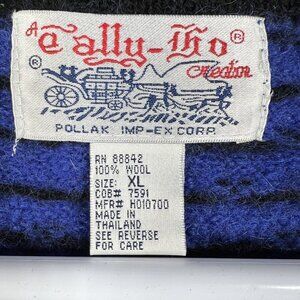 A
Tally-Ho
® ®
Creation
POLLAK IMP-EX CORP.
RN 88842
100% WOOL
SIZE: XL
COB# 7591
MFR# HO10700
MADE IN
THAILAND
SEE REVERSE
FOR CARE